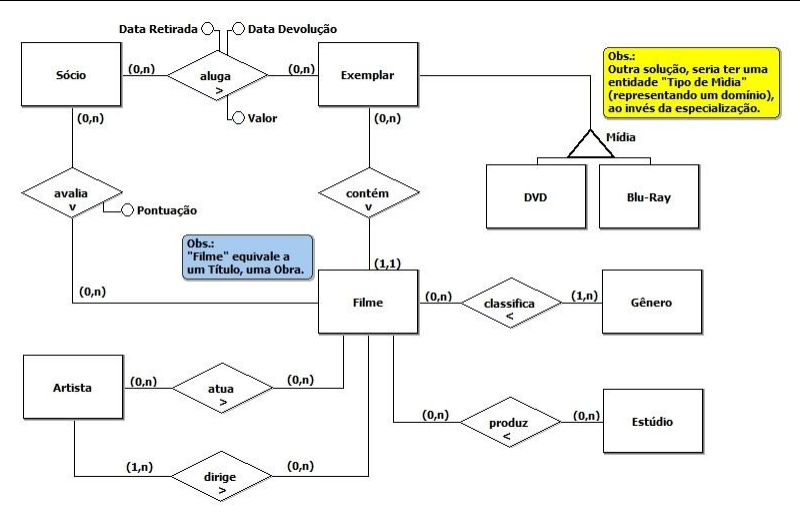 Data Retirada
Data Devolução
Sócio
(0,n)
aluga
>
(0,n)
Exemplar
Valor
Obs.:
Outra solução, seria ter uma
entidade "Tipo de Mìdia"
(representando um domínio),
ao invés da especialização.
(0,n)
(0,n)
Mídia
avalia
v
Pontuação
contém
v
DVD
Blu-Ray
Obs.:
"Filme" equivale a
um Título, uma Obra.
(1,1)
(0,n)
Filme
(0,n)
classifica
<
(1,n)
Gênero
Artista
(0,n)
atua
>
(0,n)
(0,n)
produz
<
(0,n)
Estúdio
(1,n)
dirige
>
(0,n)